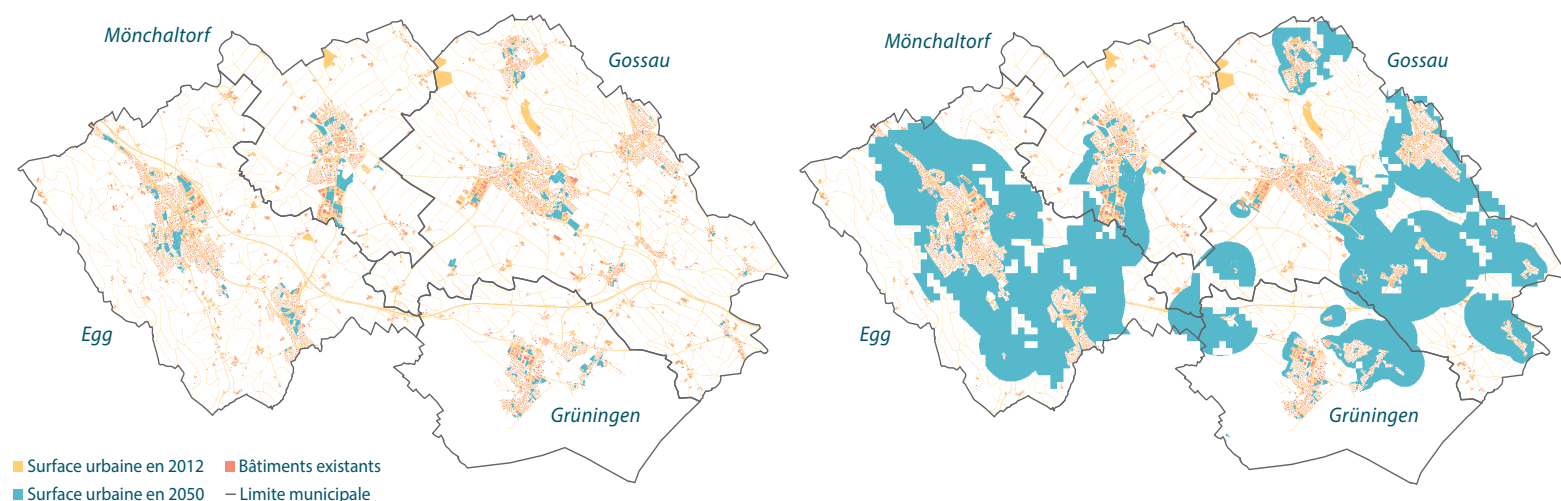 Mönchaltorf
Gossau
Egg
Grüningen
Mönchaltorf
Gossau
Egg
Grüningen
Surface urbaine en 2012
Bâtiments existants
Surface urbaine en 2050
Limite municipale